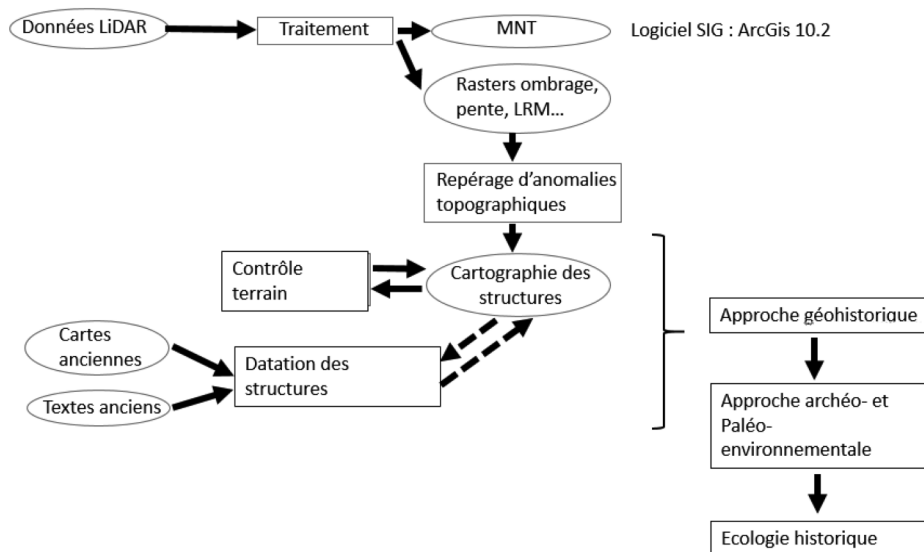 Données LiDAR
Traitement
MNT
Logiciel SIG : ArcGis 10.2
Rasters ombrage,
pente, LRM...
Repérage d'anomalies
topographiques
Contrôle
terrain
Cartographie des
structures
Cartes
anciennes
Datation des
structures
Textes anciens
Approche géohistorique
Approche archéo- et
Paléo-
environnementale
Ecologie historique